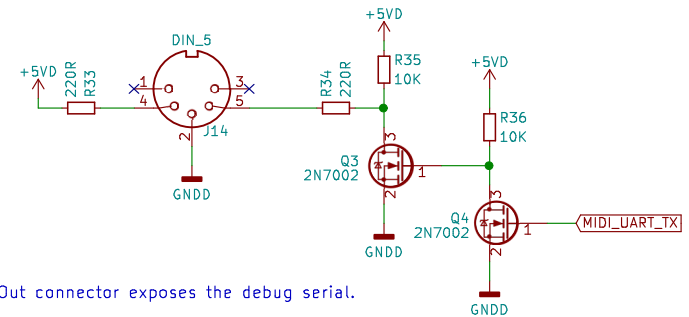 +5VD
DIN_5
R35
10K
+5VD
220R
R33
1
3
4
5
2
J14
R34
220R
+5VD
R36
10K
GNDD
Q3
2N7002
3
1
2
GNDD
Q4
2N7002
3
1
2
MIDI_UART_TX
GNDD
Out connector exposes the debug serial.